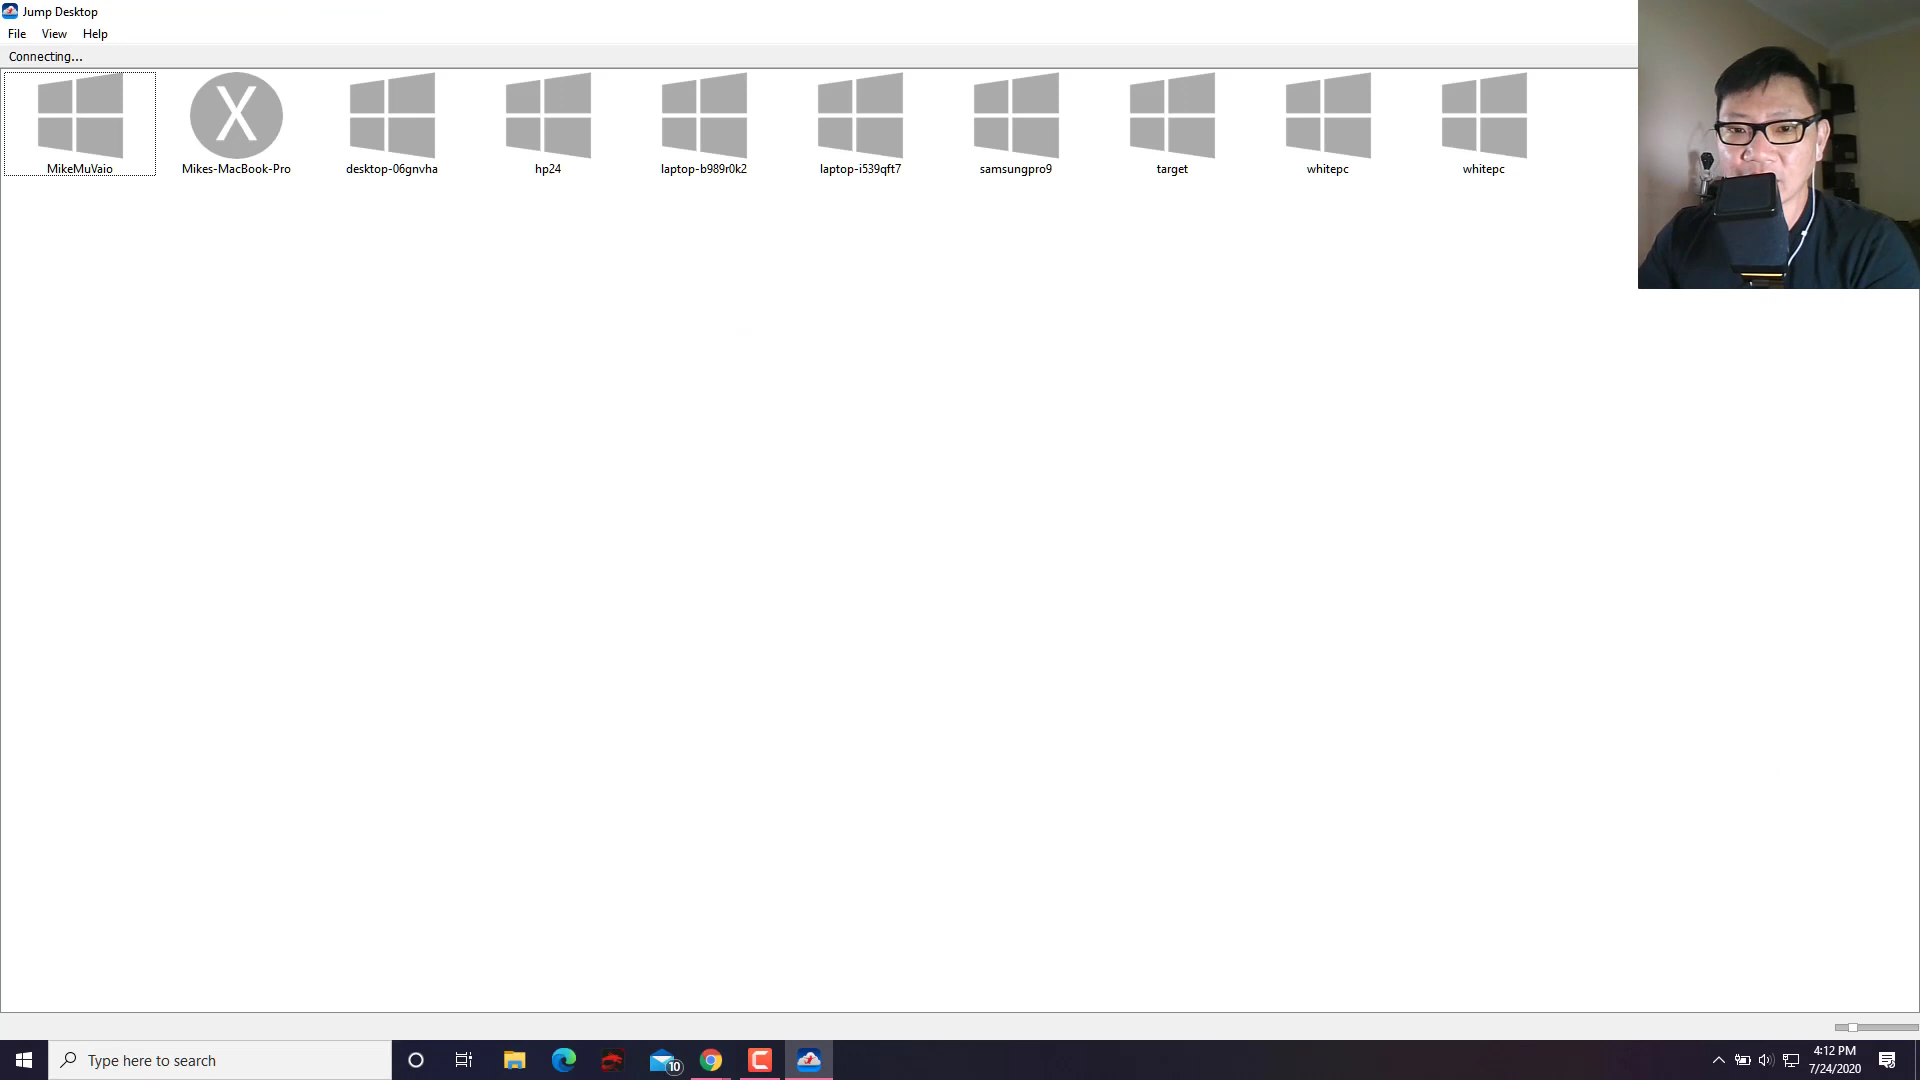 Jump Desktop
File View Help
Connecting...
MikeMuVaio Mikes-MacBook-Pro desktop-06gnvha hp24 laptop-b989r0k2 laptop-i539qft7 samsungpro9 target whitepc whitepc
Type here to search
10
4:12 PM
7/24/2020